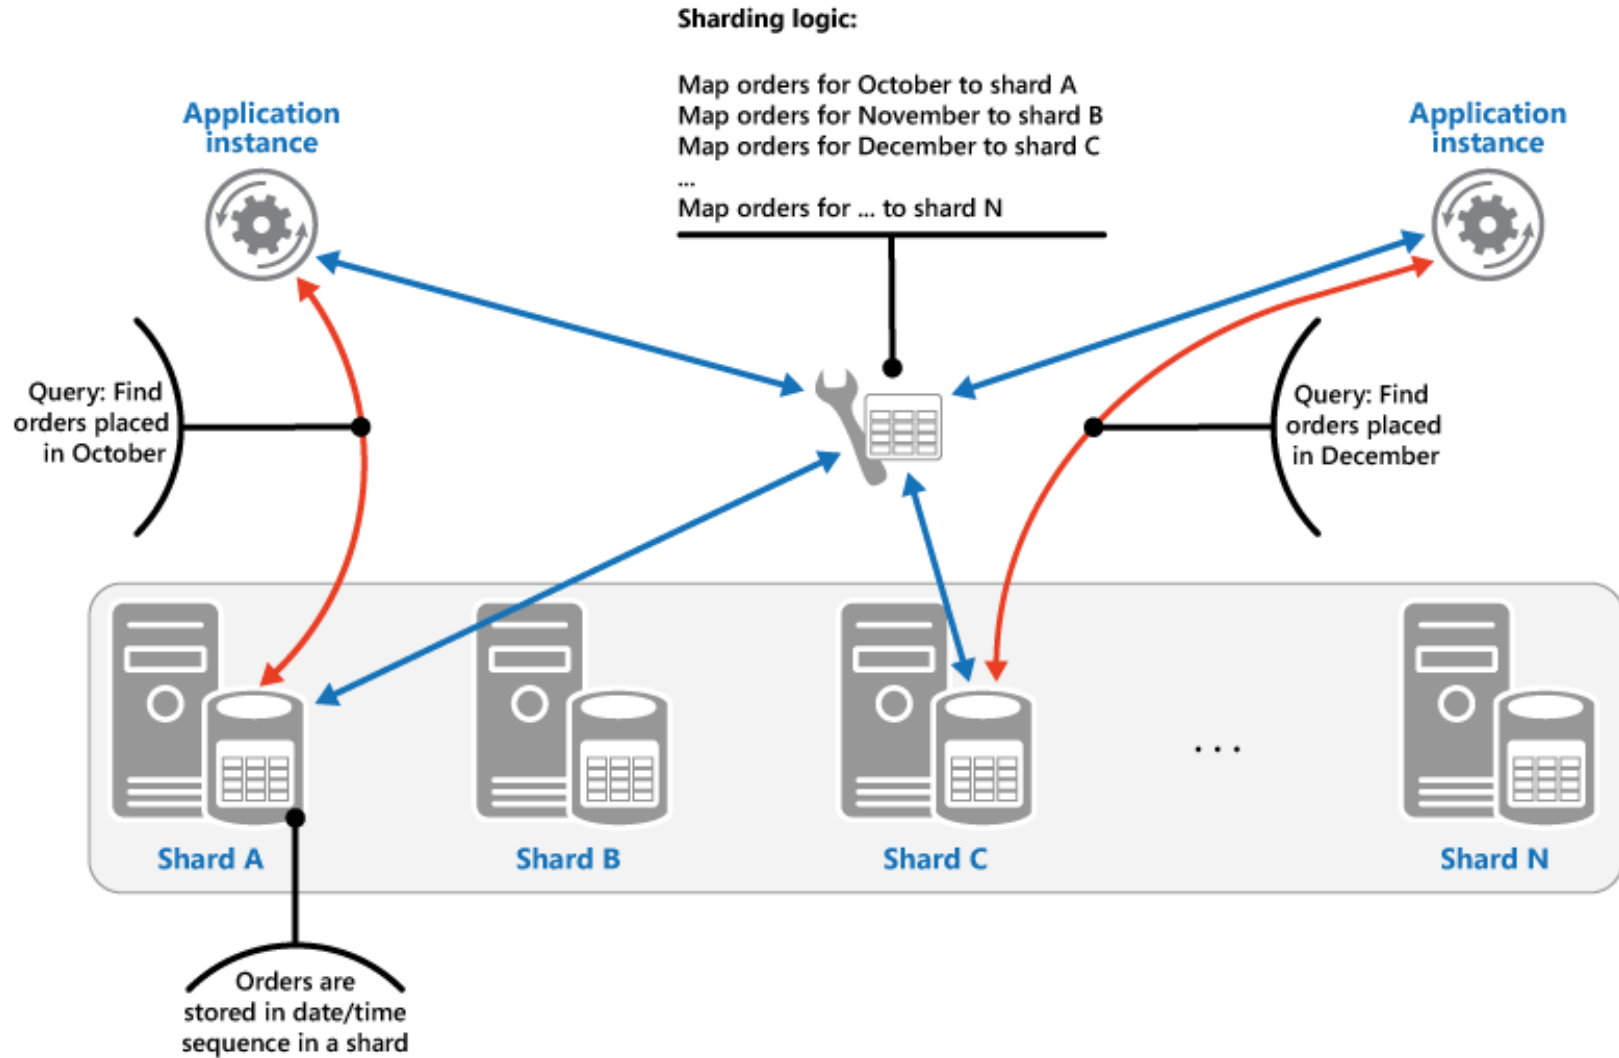 Sharding logic:
Map orders for October to shard A
Map orders for November to shard B
Map orders for December to shard C
...
Map orders for ... to shard N
Application
instance
Application
instance
Query: Find
orders placed
in October
Query: Find
orders placed
in December
...
Shard A
Shard B
Shard C
Shard N
Orders are
stored in date/time
sequence in a shard